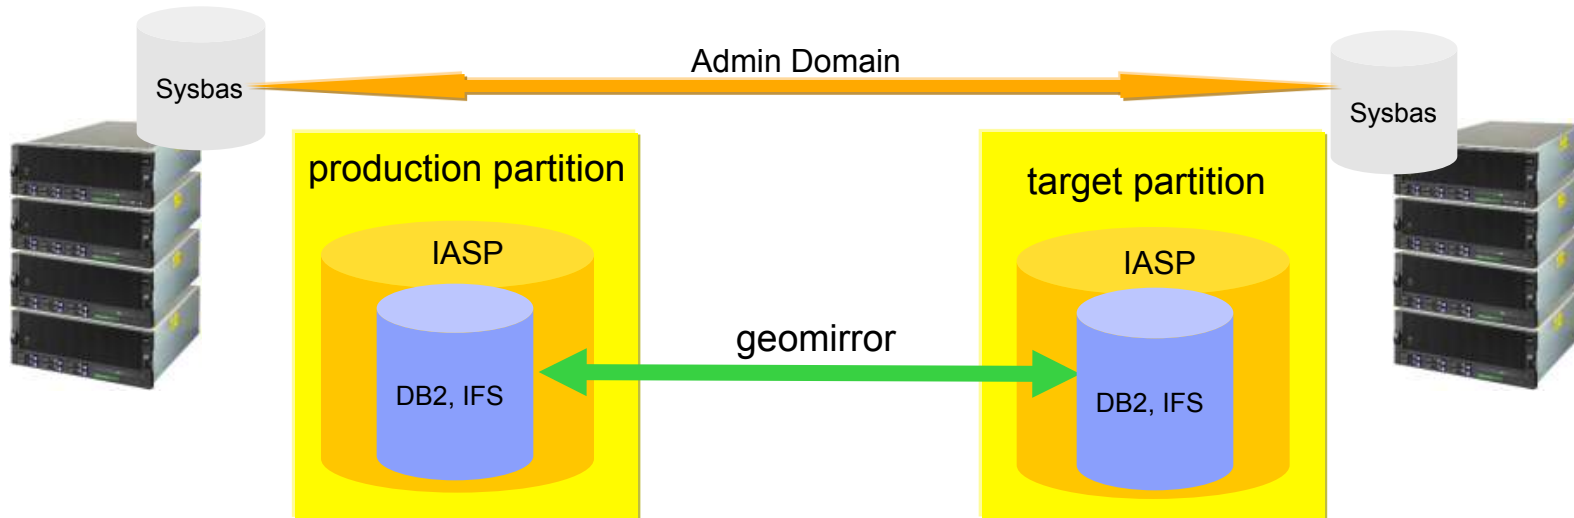 Admin Domain
Sysbas
Sysbas
production partition
target partition
IASP
IASP
geomirror
DB2, IFS
DB2, IFS